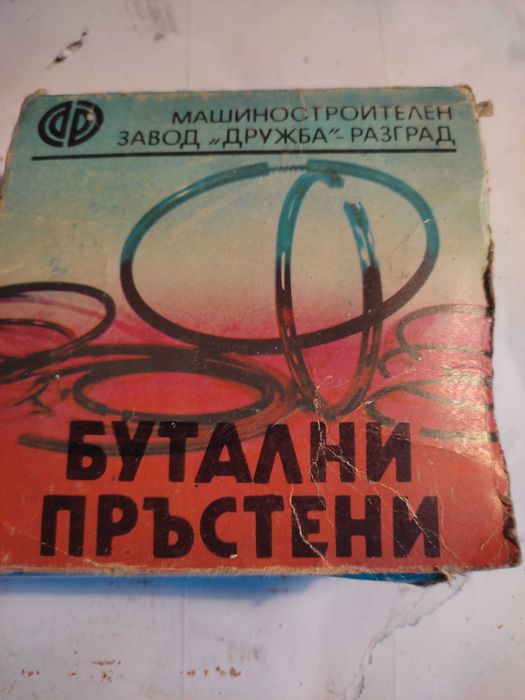 МАШИНОСТРОИТЕЛЕН
ЗАВОД „ДРУЖБА“-РАЗГРАД
БУТАЛНИ
ПРЪСТЕНИ